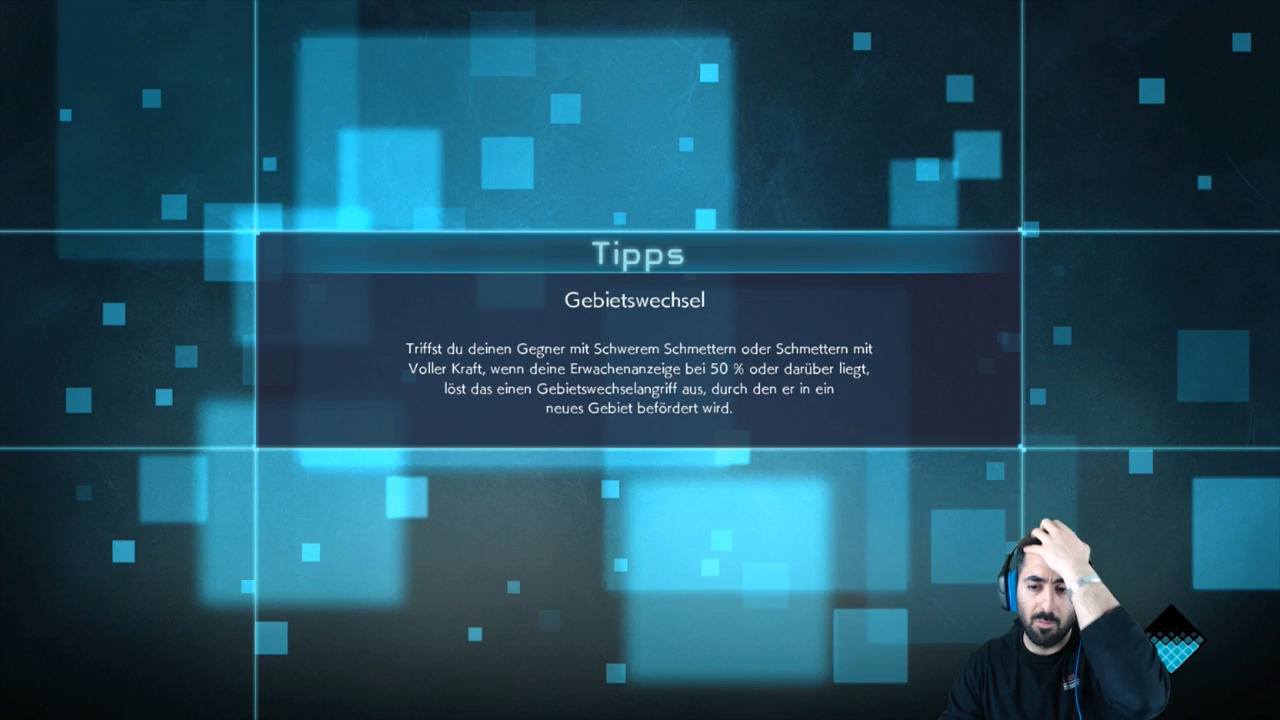 Tipps
Gebietswechsel
Triffst du deinen Gegner mit Schwerem Schmettern oder Schmettern mit
Voller Kraft, wenn deine Erwachenanzeige bei 50 % oder darüber liegt,
löst das einen Gebietswechselangriff aus, durch den er in ein
neues Gebiet befördert wird.